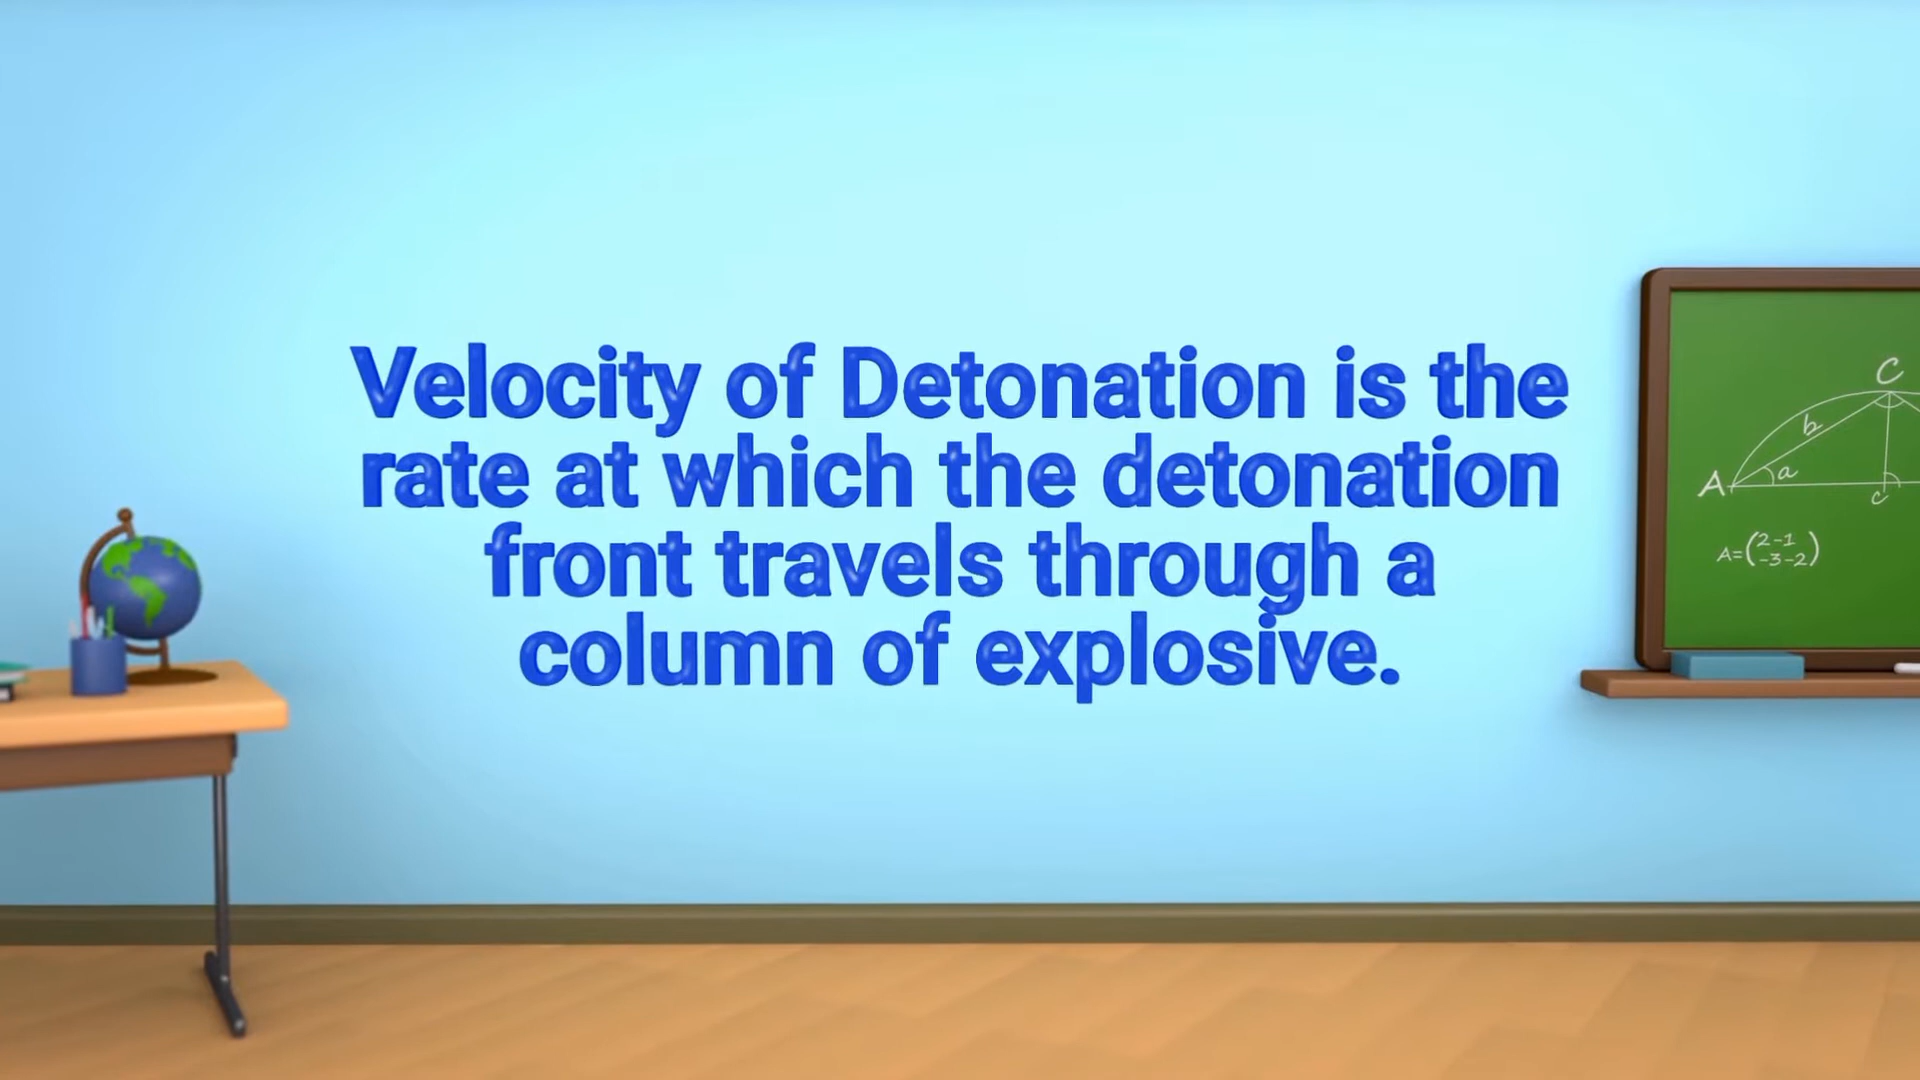 Velocity of Detonation is the
rate at which the detonation
front travels through a
column of explosive.
C
b
A a
c
A=(2-1
-3-2)